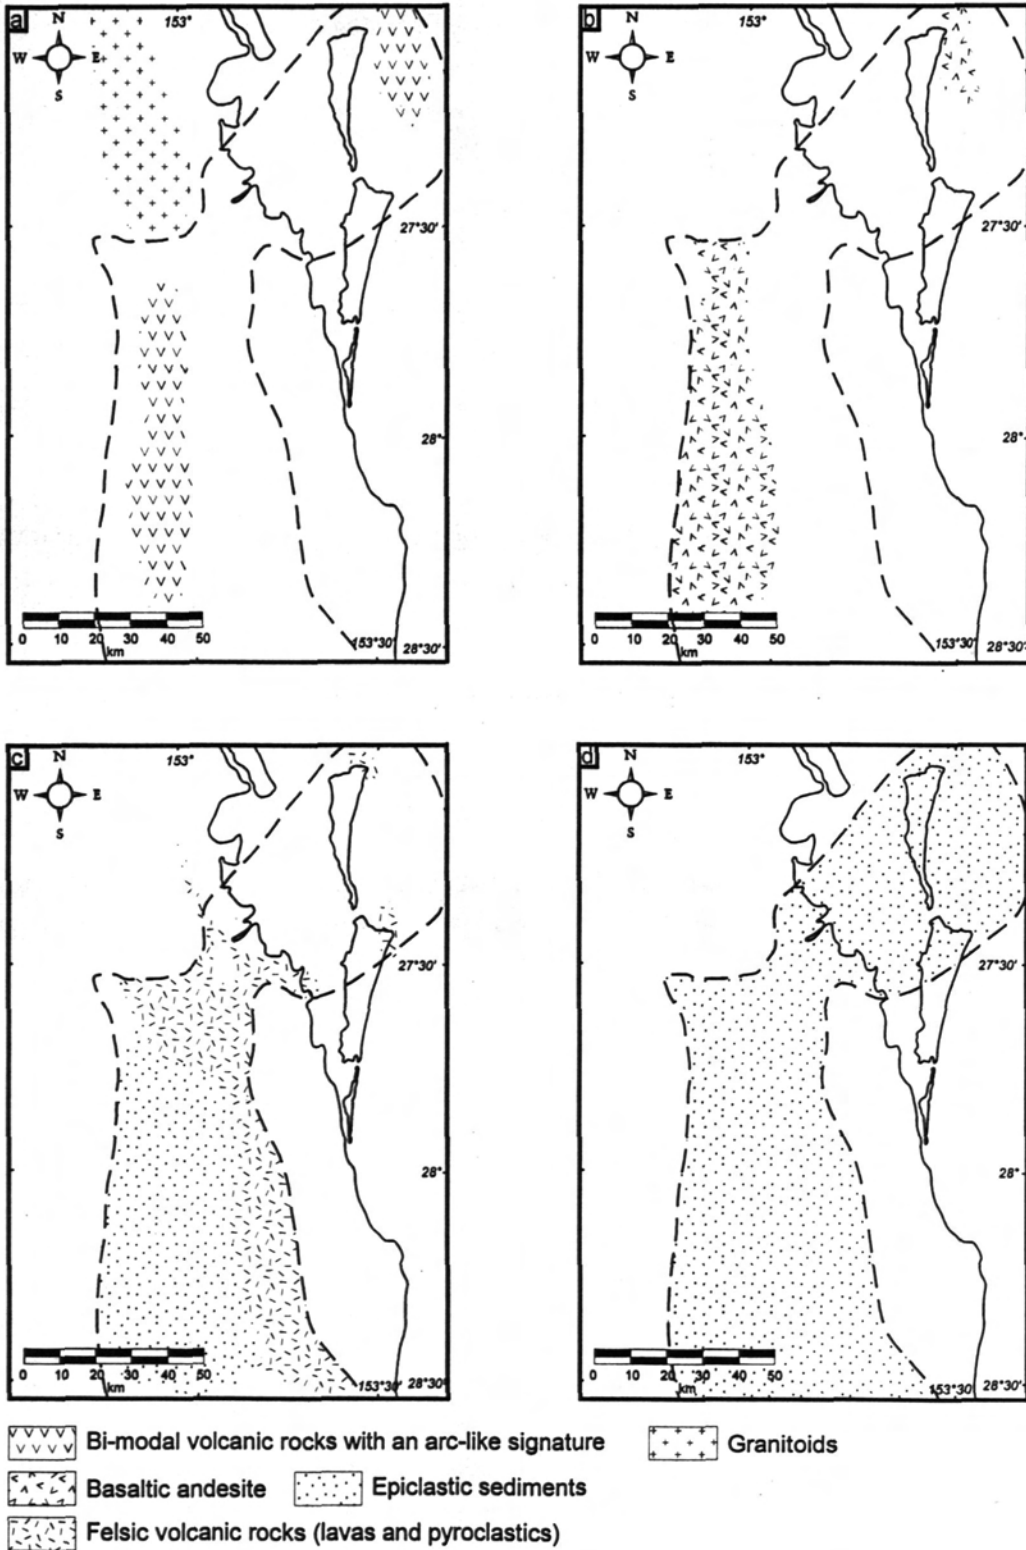 a
153°
N
W E
S
27°30'
28°
0 10 20 30 40 50
km
153°30'
28°30'
b
153°
N
W E
S
27°30'
28°
0 10 20 30 40 50
km
153°30'
28°30'
c
153°
N
W E
S
27°30'
28°
0 10 20 30 40 50
km
153°30'
28°30'
d
153°
N
W E
S
27°30'
28°
0 10 20 30 40 50
km
153°30'
28°30'
Bi-modal volcanic rocks with an arc-like signature
Granitoids
Basaltic andesite
Epiclastic sediments
Felsic volcanic rocks (lavas and pyroclastics)